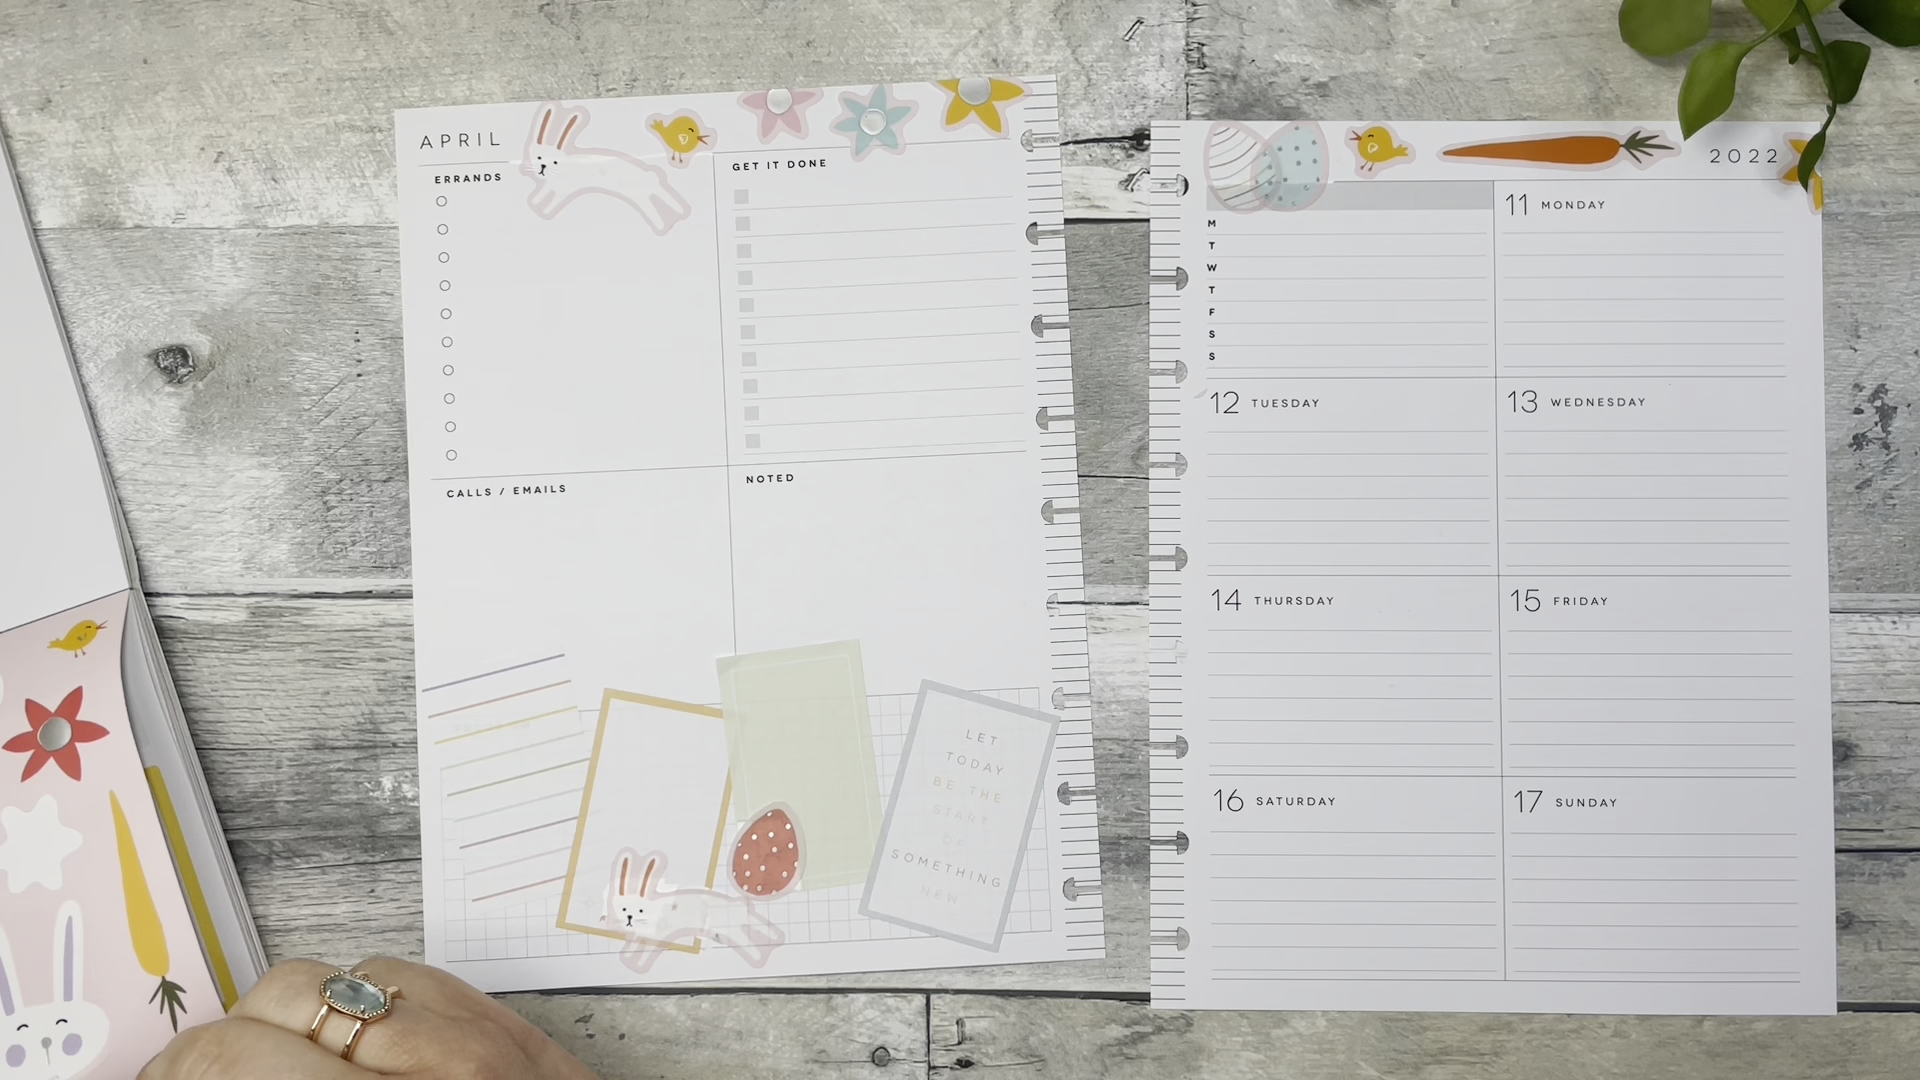 APRIL
ERRANDS
GET IT DONE
CALLS / EMAILS
NOTED
LET
TODAY
BE THE
START
OF
SOMETHING
NEW
2022
M
T
W
T
F
S
S
11 MONDAY
12 TUESDAY
13 WEDNESDAY
14 THURSDAY
15 FRIDAY
16 SATURDAY
17 SUNDAY